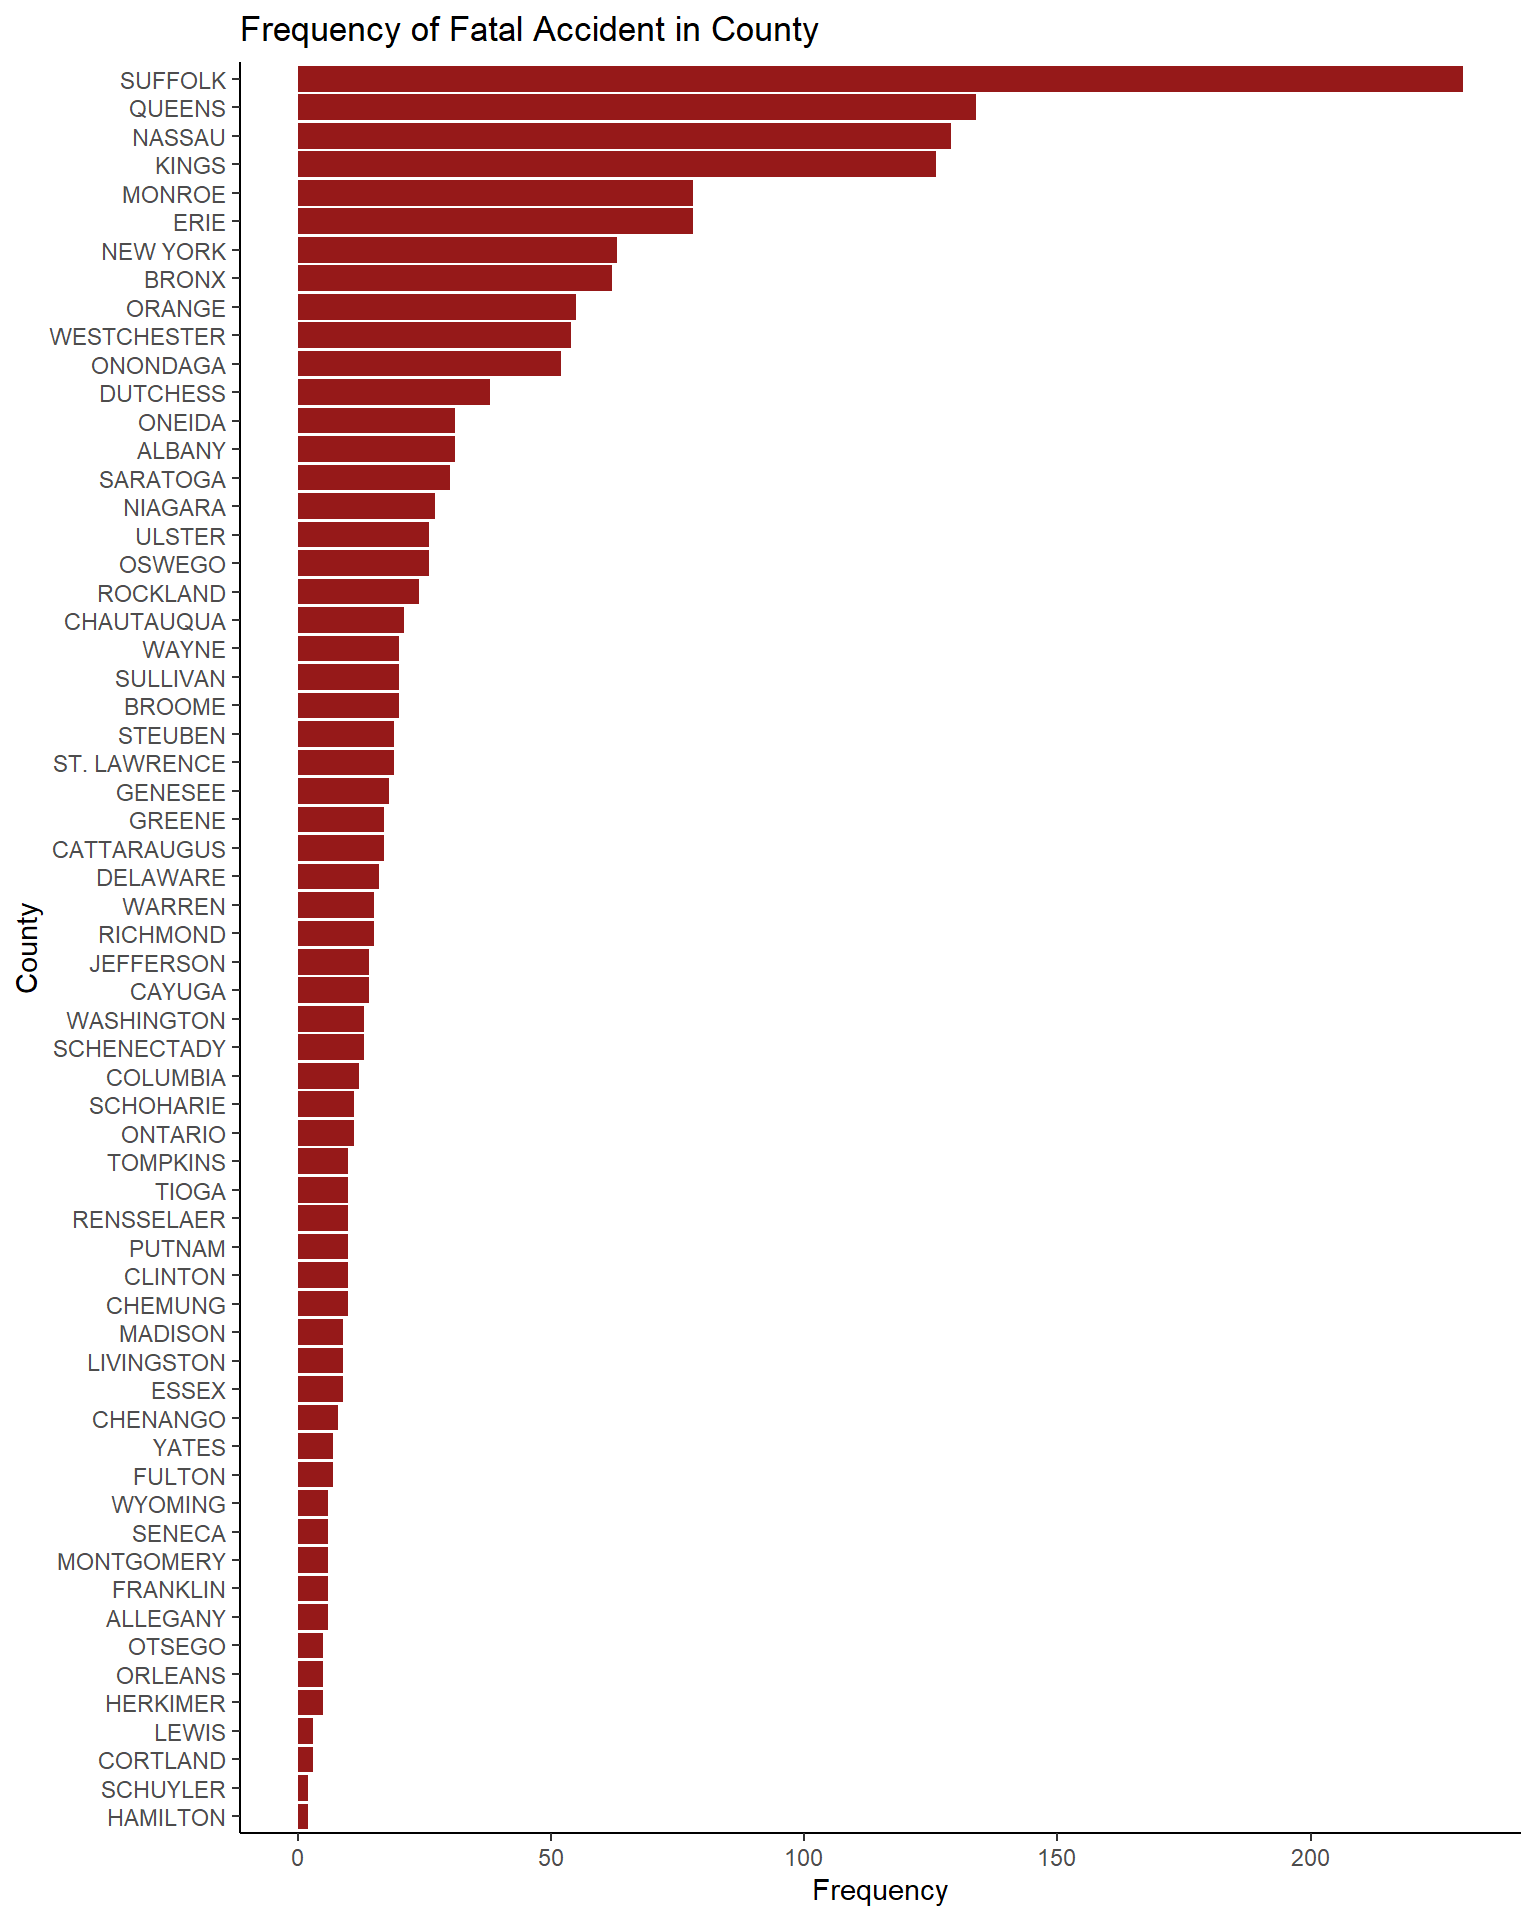 Frequency of Fatal Accident in County
SUFFOLK
QUEENS
NASSAU
KINGS
MONROE
ERIE
NEW YORK
BRONX
ORANGE
WESTCHESTER
ONONDAGA
DUTCHESS
ONEIDA
ALBANY
SARATOGA
NIAGARA
ULSTER
OSWEGO
ROCKLAND
CHAUTAUQUA
WAYNE
SULLIVAN
BROOME
STEUBEN
ST. LAWRENCE
GENESEE
GREENE
CATTARAUGUS
DELAWARE
WARREN
RICHMOND
JEFFERSON
CAYUGA
WASHINGTON
SCHENECTADY
COLUMBIA
SCHOHARIE
ONTARIO
TOMPKINS
TIOGA
RENSSELAER
PUTNAM
CLINTON
CHEMUNG
MADISON
LIVINGSTON
ESSEX
CHENANGO
YATES
FULTON
WYOMING
SENECA
MONTGOMERY
FRANKLIN
ALLEGANY
OTSEGO
ORLEANS
HERKIMER
LEWIS
CORTLAND
SCHUYLER
HAMILTON
County
0 50 100 150 200
Frequency